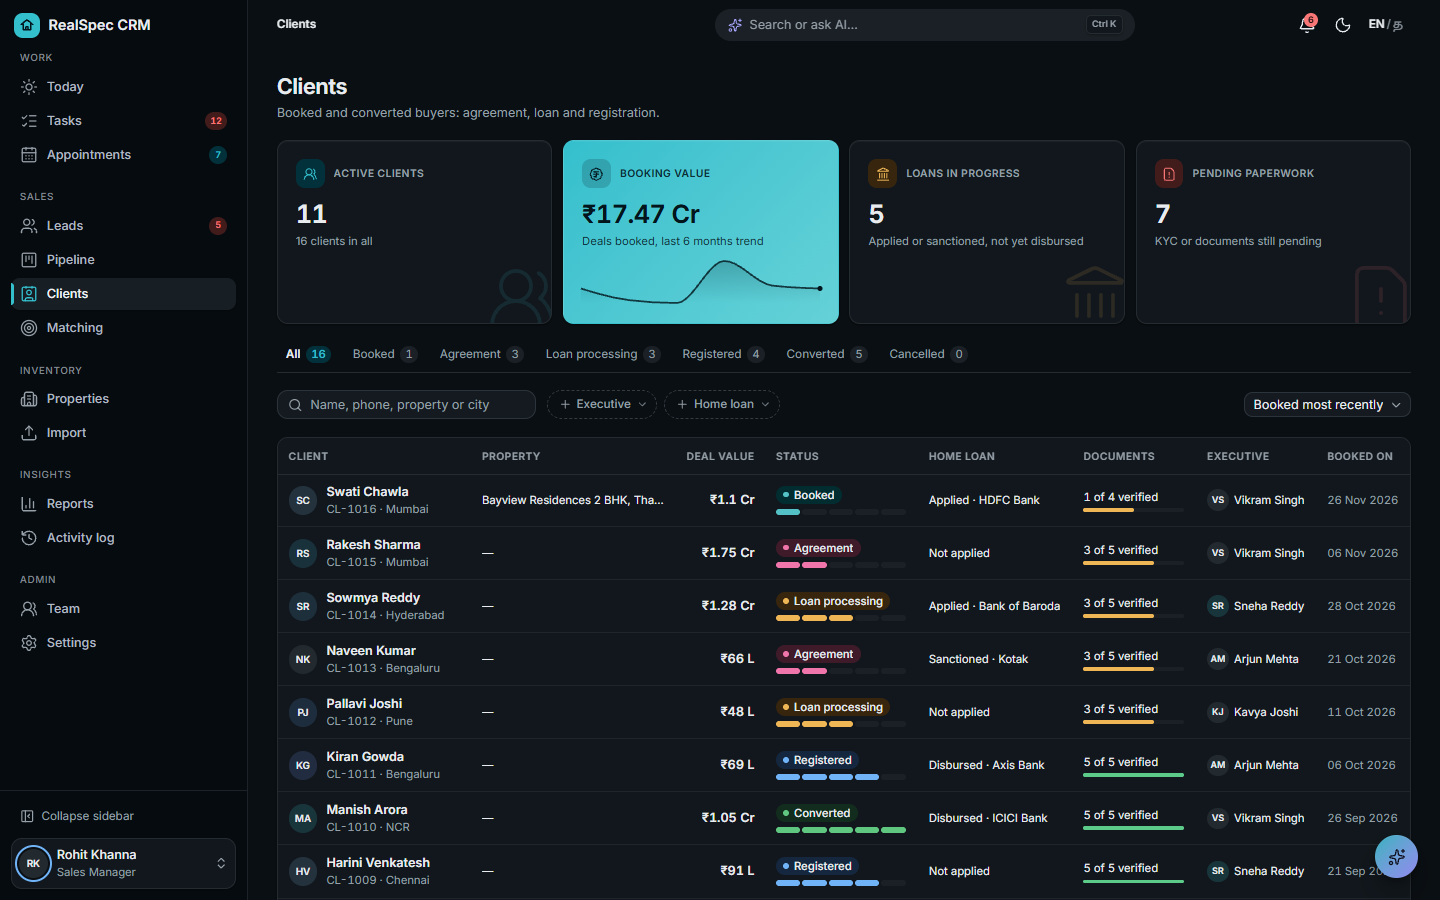 RealSpec CRM
WORK
Today
Tasks 12
Appointments 7
SALES
Leads 5
Pipeline
Clients
Matching
INVENTORY
Properties
Import
INSIGHTS
Reports
Activity log
ADMIN
Team
Settings
Collapse sidebar
RK Rohit Khanna
Sales Manager
Clients
Search or ask AI... Ctrl K
6
EN / த
Clients
Booked and converted buyers: agreement, loan and registration.
ACTIVE CLIENTS
11
16 clients in all
BOOKING VALUE
₹17.47 Cr
Deals booked, last 6 months trend
LOANS IN PROGRESS
5
Applied or sanctioned, not yet disbursed
PENDING PAPERWORK
7
KYC or documents still pending
All 16 Booked 1 Agreement 3 Loan processing 3 Registered 4 Converted 5 Cancelled 0
Name, phone, property or city
+ Executive
+ Home loan
Booked most recently
CLIENT PROPERTY DEAL VALUE STATUS HOME LOAN DOCUMENTS EXECUTIVE BOOKED ON
SC Swati Chawla
CL-1016 · Mumbai
Bayview Residences 2 BHK, Tha... ₹1.1 Cr Booked Applied · HDFC Bank 1 of 4 verified VS Vikram Singh 26 Nov 2026
RS Rakesh Sharma
CL-1015 · Mumbai
— ₹1.75 Cr Agreement Not applied 3 of 5 verified VS Vikram Singh 06 Nov 2026
SR Sowmya Reddy
CL-1014 · Hyderabad
— ₹1.28 Cr Loan processing Applied · Bank of Baroda 3 of 5 verified SR Sneha Reddy 28 Oct 2026
NK Naveen Kumar
CL-1013 · Bengaluru
— ₹66 L Agreement Sanctioned · Kotak 3 of 5 verified AM Arjun Mehta 21 Oct 2026
PJ Pallavi Joshi
CL-1012 · Pune
— ₹48 L Loan processing Not applied 3 of 5 verified KJ Kavya Joshi 11 Oct 2026
KG Kiran Gowda
CL-1011 · Bengaluru
— ₹69 L Registered Disbursed · Axis Bank 5 of 5 verified AM Arjun Mehta 06 Oct 2026
MA Manish Arora
CL-1010 · NCR
— ₹1.05 Cr Converted Disbursed · ICICI Bank 5 of 5 verified VS Vikram Singh 26 Sep 2026
HV Harini Venkatesh
CL-1009 · Chennai
— ₹91 L Registered Not applied 5 of 5 verified SR Sneha Reddy 21 Sep